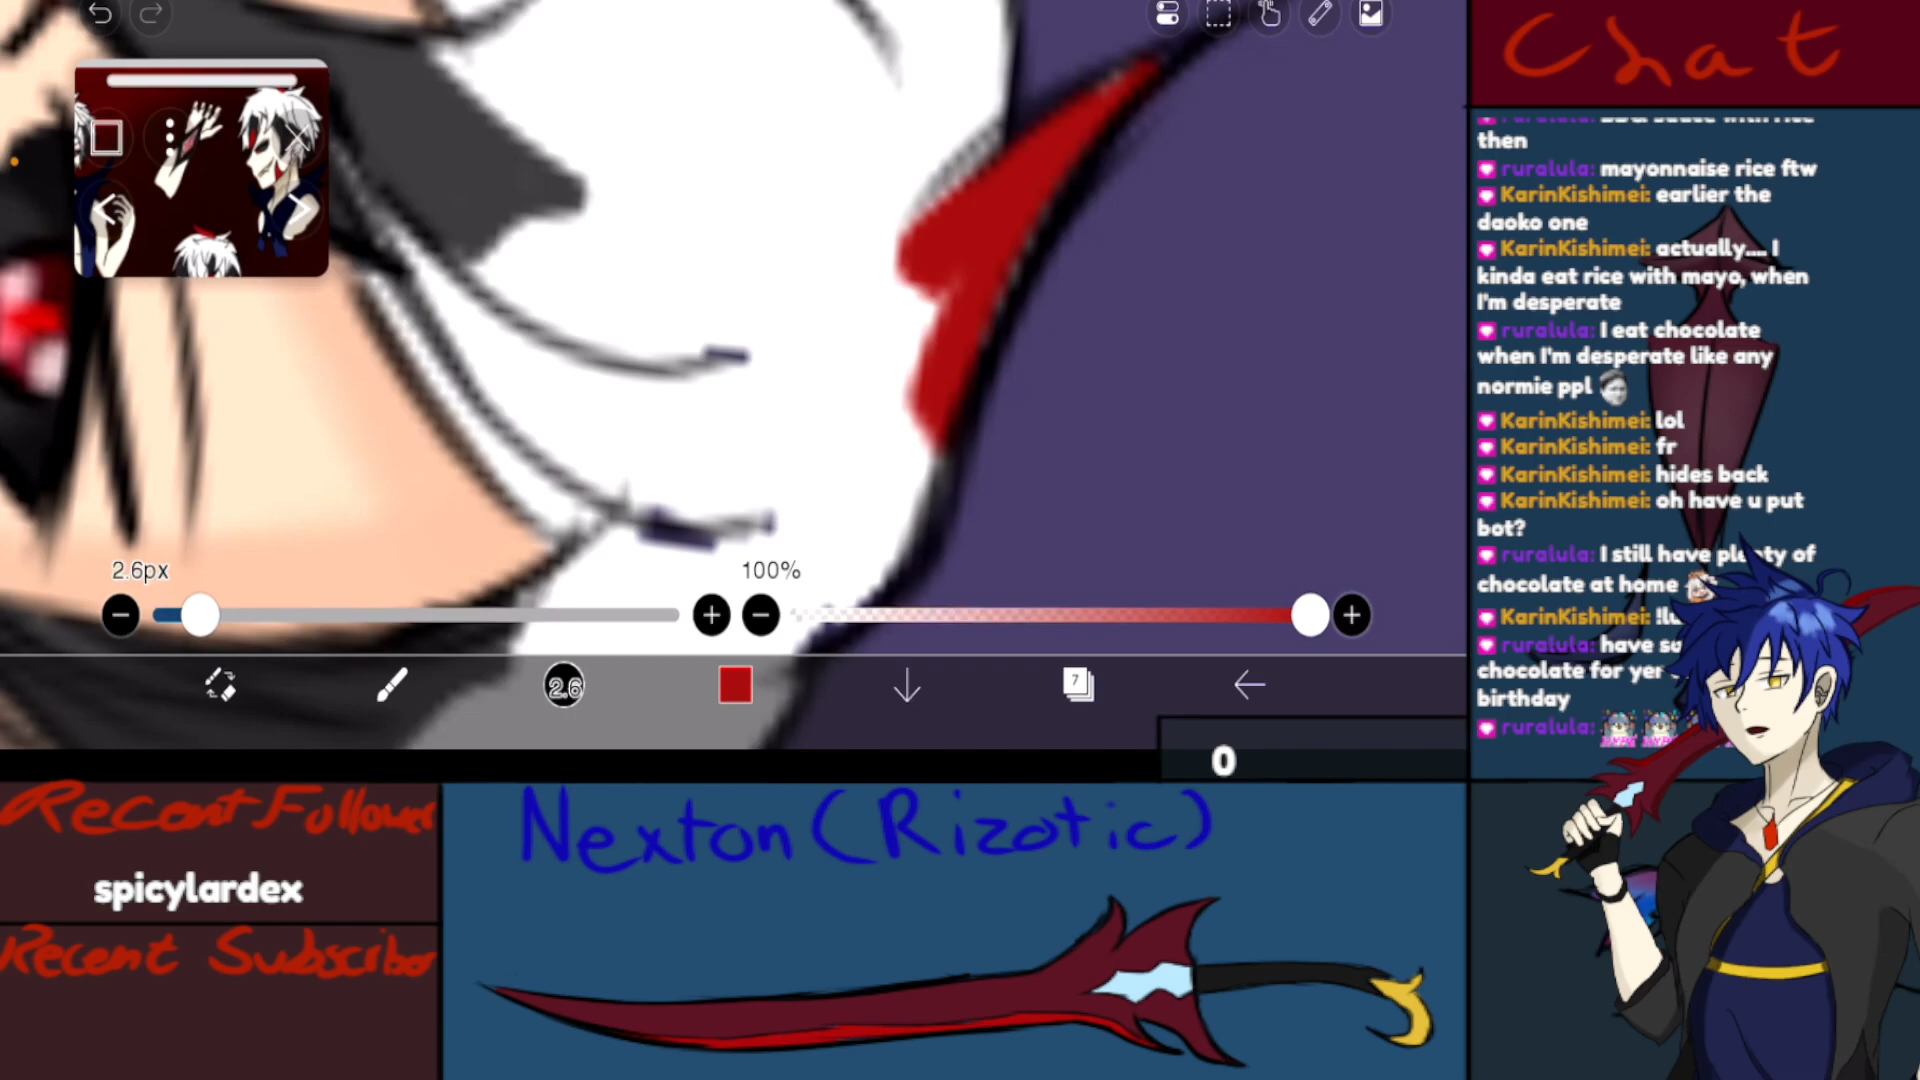 Chat
then
ruralula: mayonnaise rice ftw
KarinKishimei: earlier the
daoko one
KarinKishimei: actually.... I
kinda eat rice with mayo, when
I'm desperate
ruralula: I eat chocolate
when I'm desperate like any
normie ppl
KarinKishimei: lol
KarinKishimei: fr
KarinKishimei: hides back
KarinKishimei: oh have u put
bot?
ruralula: I still have plenty of
chocolate at home
KarinKishimei:
ruralula: have
chocolate for yer
birthday
ruralula:
2.6px
100%
2.6
7
0
Recent Follower
spicylardex
Recent Subscriber
Nexton (Rizotic)